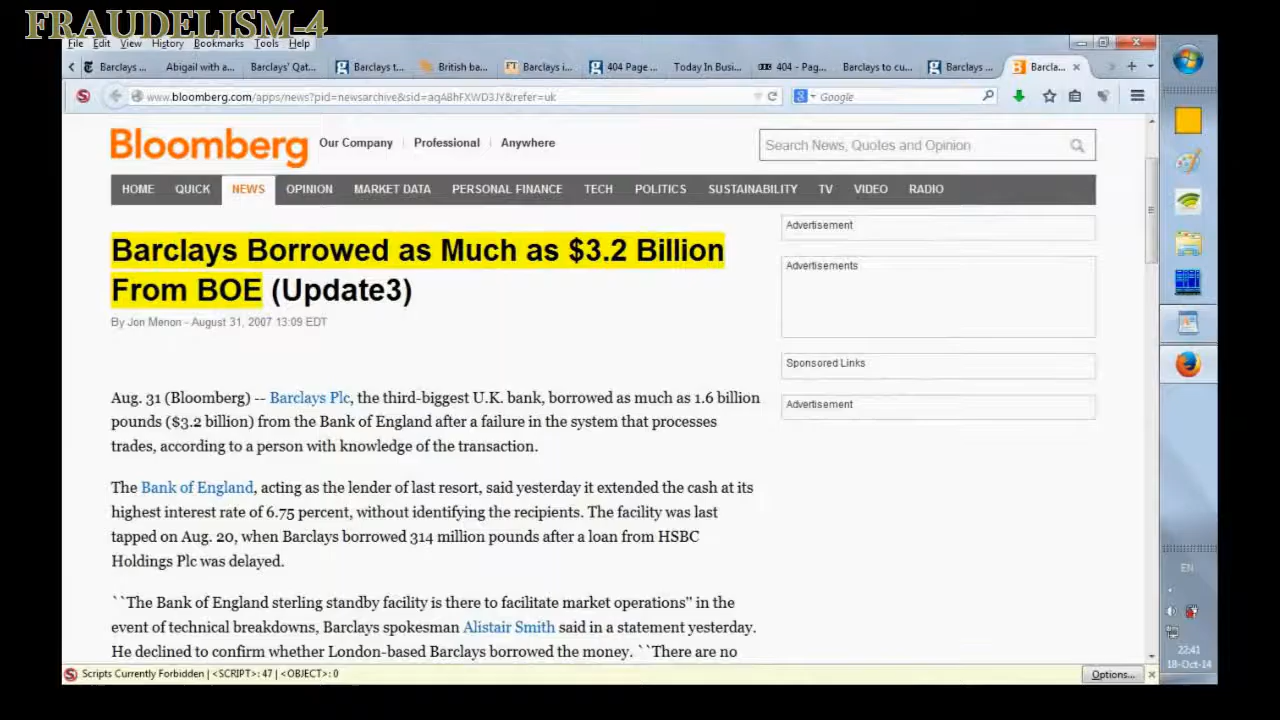 FRAUDELISM-4
File Edit View History Bookmarks Tools Help
Barclays ... Abigail with a... Barclays' Qat... Barclays t... British ba... Barclays i... 404 Page ... Today In Busi... 404 - Pag... Barclays to cu... Barclays ... Barcla...
www.bloomberg.com/apps/news?pid=newsarchive&sid=aqA8hFXWD3JY&refer=uk
Google
Bloomberg Our Company Professional Anywhere
Search News, Quotes and Opinion
HOME QUICK NEWS OPINION MARKET DATA PERSONAL FINANCE TECH POLITICS SUSTAINABILITY TV VIDEO RADIO
Barclays Borrowed as Much as $3.2 Billion
From BOE (Update3)
By Jon Menon - August 31, 2007 13:09 EDT
Aug. 31 (Bloomberg) -- Barclays Plc, the third-biggest U.K. bank, borrowed as much as 1.6 billion
pounds ($3.2 billion) from the Bank of England after a failure in the system that processes
trades, according to a person with knowledge of the transaction.
The Bank of England, acting as the lender of last resort, said yesterday it extended the cash at its
highest interest rate of 6.75 percent, without identifying the recipients. The facility was last
tapped on Aug. 20, when Barclays borrowed 314 million pounds after a loan from HSBC
Holdings Plc was delayed.
``The Bank of England sterling standby facility is there to facilitate market operations'' in the
event of technical breakdowns, Barclays spokesman Alistair Smith said in a statement yesterday.
He declined to confirm whether London-based Barclays borrowed the money. ``There are no
Advertisement
Advertisements
Sponsored Links
Advertisement
Scripts Currently Forbidden | <SCRIPT>: 47 | <OBJECT>: 0
Options...
EN
22:41
18-Oct-14